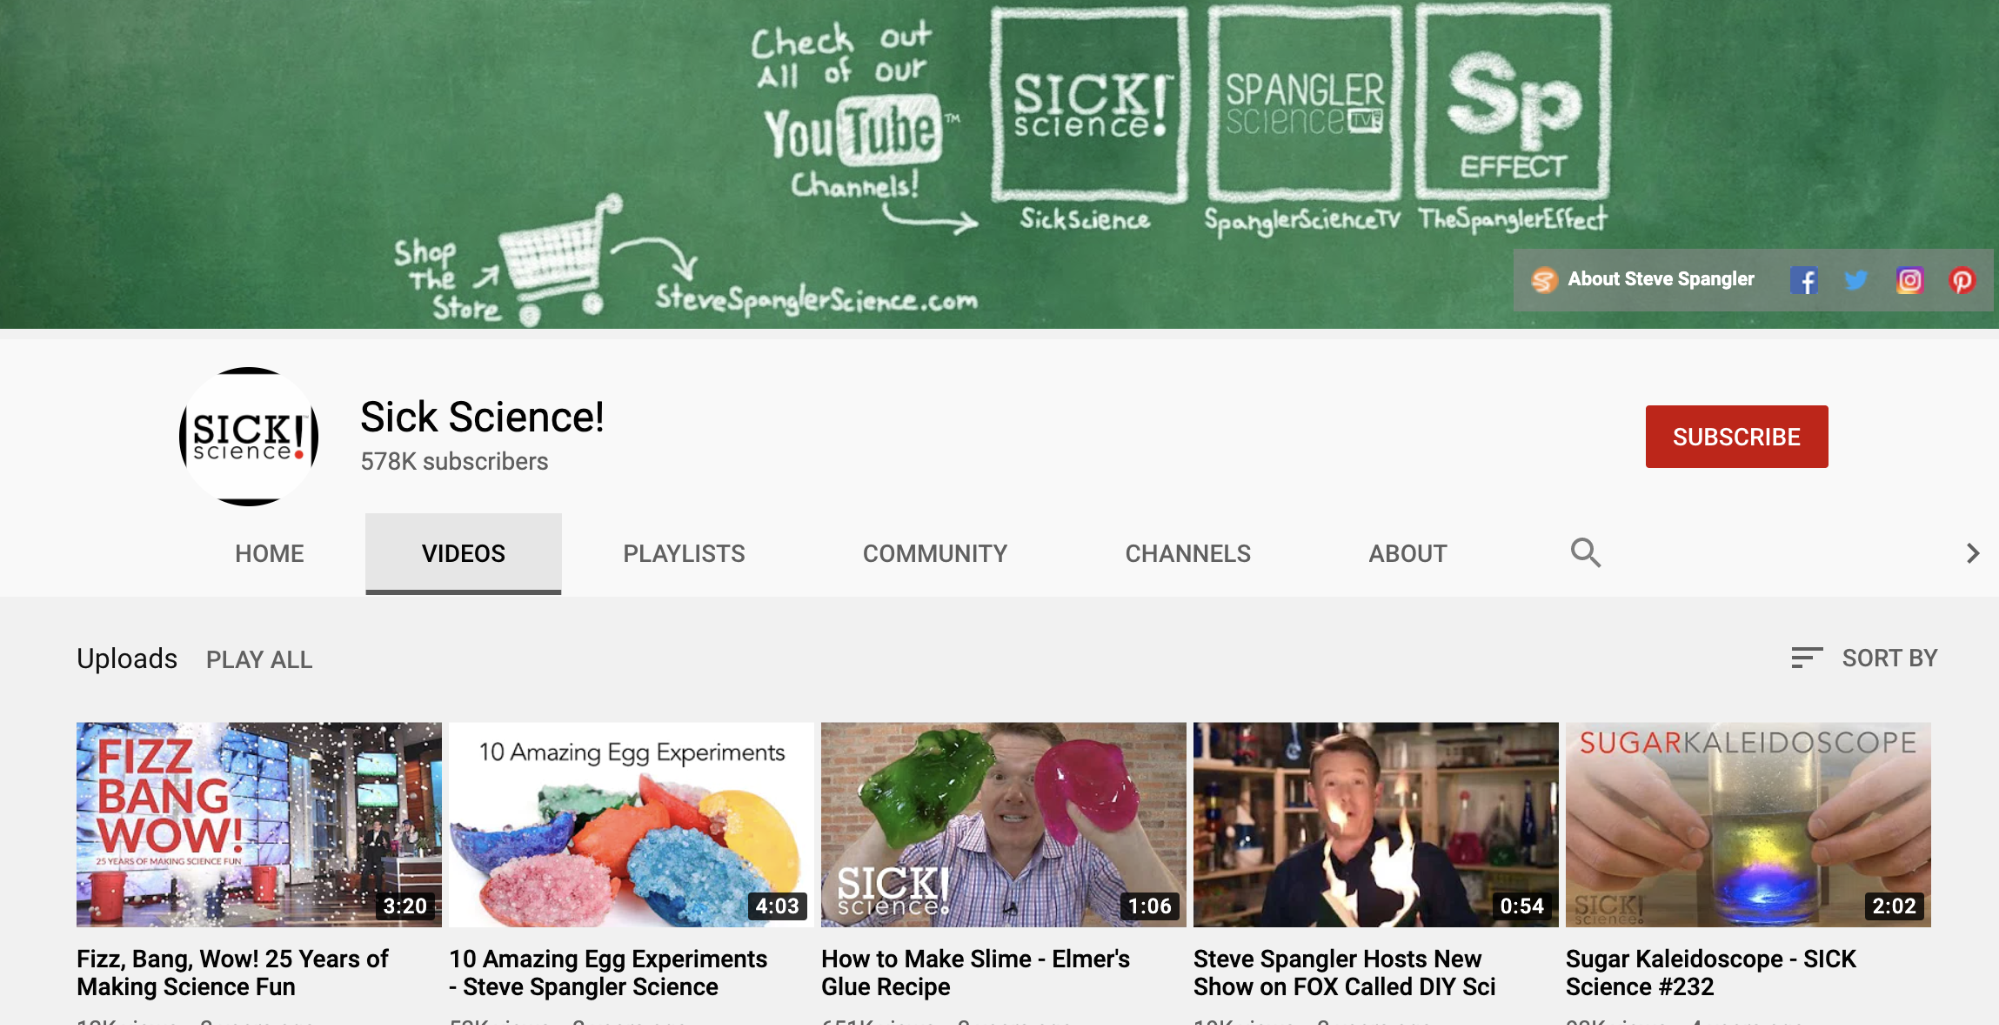 Check out
All of our
YouTube™
Channels!
SICK!
science.
SPANGLER
science TV
Sp
EFFECT
SickScience
SpanglerScienceTV
TheSpanglerEffect
Shop
The
Store
SteveSpanglerScience.com
About Steve Spangler
SICK!
science.
Sick Science!
578K subscribers
SUBSCRIBE
HOME
VIDEOS
PLAYLISTS
COMMUNITY
CHANNELS
ABOUT
Uploads
PLAY ALL
SORT BY
FIZZ
BANG
WOW!
25 YEARS OF MAKING SCIENCE FUN
3:20
10 Amazing Egg Experiments
4:03
SICK!
science.
1:06
0:54
SUGARKALEIDOSCOPE
SICK!
science.
2:02
Fizz, Bang, Wow! 25 Years of
Making Science Fun
10 Amazing Egg Experiments
- Steve Spangler Science
How to Make Slime - Elmer's
Glue Recipe
Steve Spangler Hosts New
Show on FOX Called DIY Sci
Sugar Kaleidoscope - SICK
Science #232